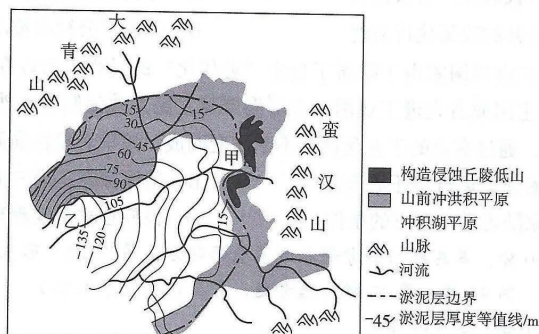 大
青
山
15
15
30
45
60
75
90
105
120
135
15
甲
乙
蛮
汉
山
构造侵蚀丘陵低山
山前冲洪积平原
冲积湖平原
山脉
河流
淤泥层边界
-45- 淤泥层厚度等值线/m